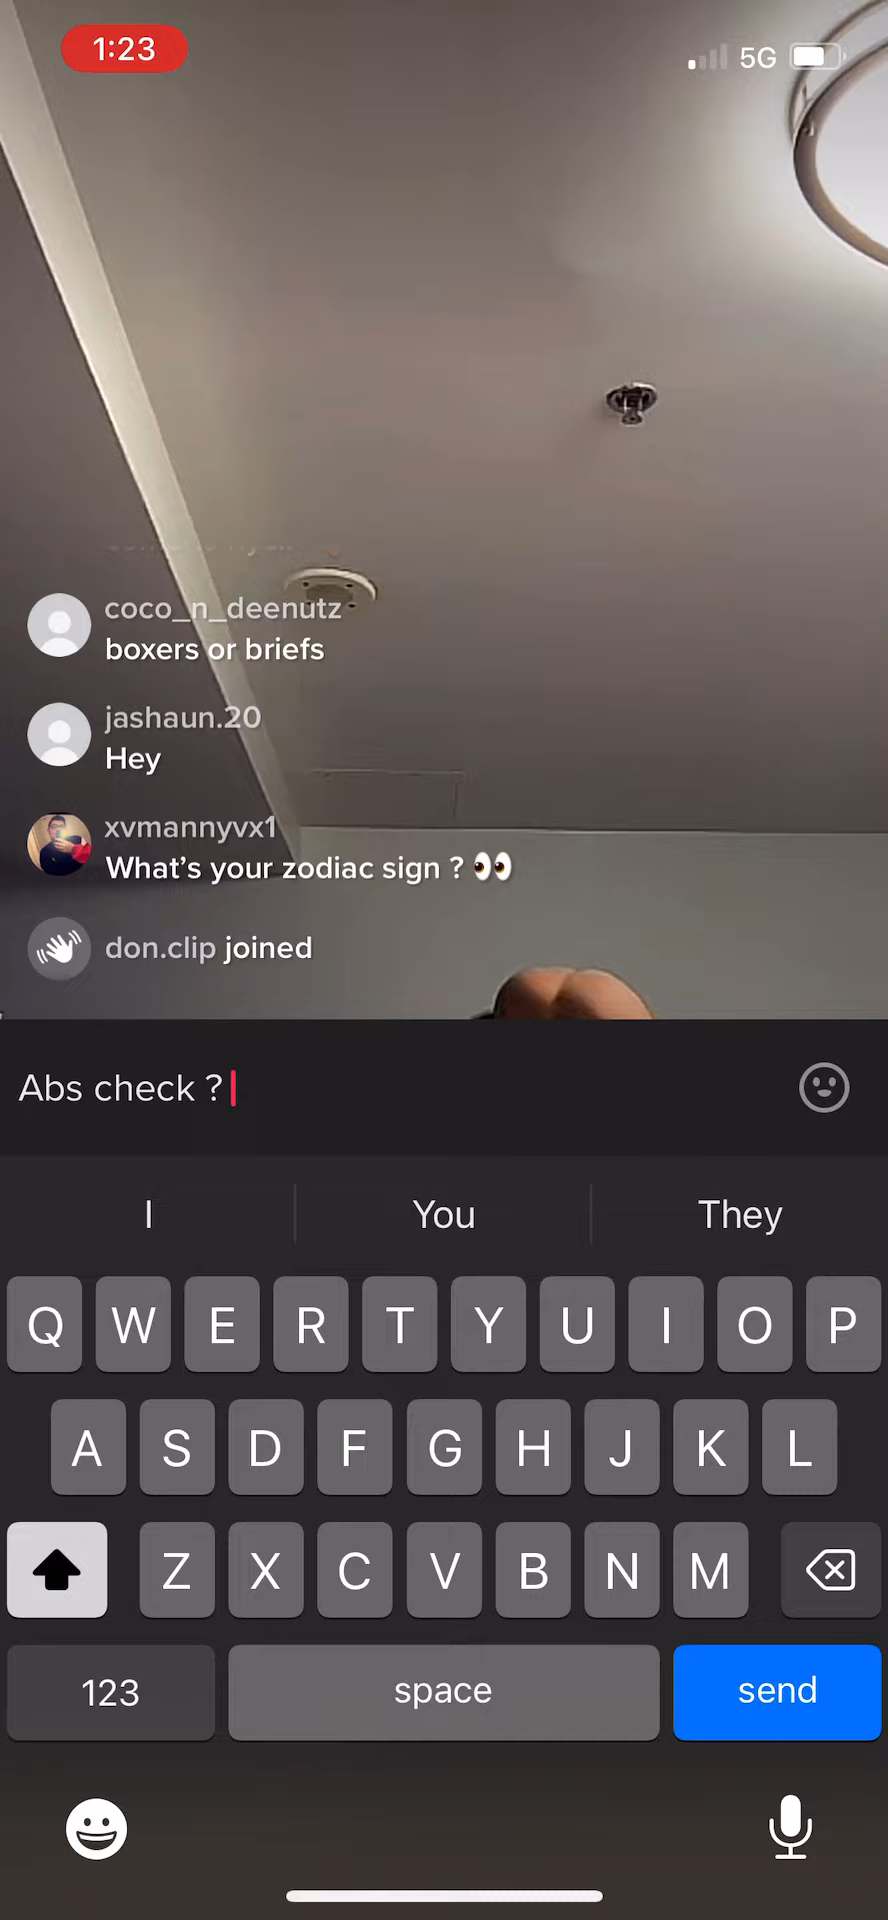 1:23
5G
coco_n_deenutz
boxers or briefs
jashaun.20
Hey
xvmannyvx1
What's your zodiac sign ? 👀
don.clip joined
Abs check ?
I You They
Q W E R T Y U I O P
A S D F G H J K L
Z X C V B N M
123 space send